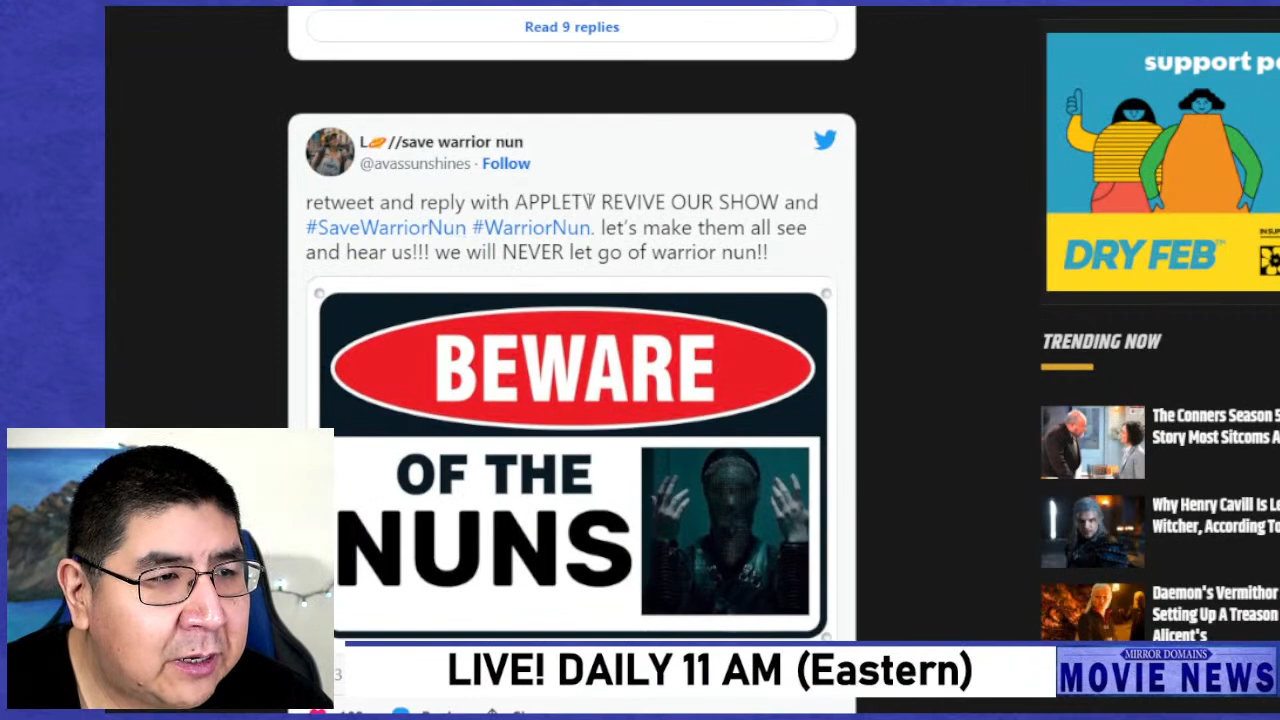 Read 9 replies
support
L //save warrior nun
@avassunshines · Follow
retweet and reply with APPLETV REVIVE OUR SHOW and
#SaveWarriorNun #WarriorNun. let's make them all see
and hear us!!! we will NEVER let go of warrior nun!!
BEWARE
OF THE
NUNS
DRY FEB™
TRENDING NOW
The Conners Season
Story Most Sitcoms
Why Henry Cavill Is
Witcher, According To
Daemon's Vermithor
Setting Up A Treason
Alicent's
LIVE! DAILY 11 AM (Eastern)
MIRROR DOMAINS
MOVIE NEWS